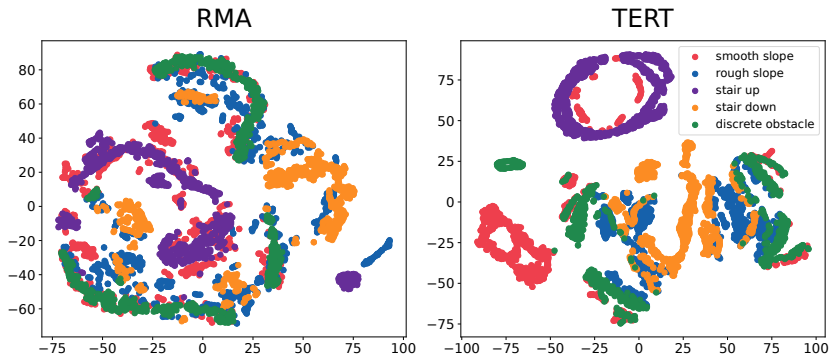 RMA
80
60
40
20
0
−20
−40
−60
−75 −50 −25 0 25 50 75 100
TERT
75
50
25
0
−25
−50
−75
−100 −75 −50 −25 0 25 50 75 100
smooth slope
rough slope
stair up
stair down
discrete obstacle